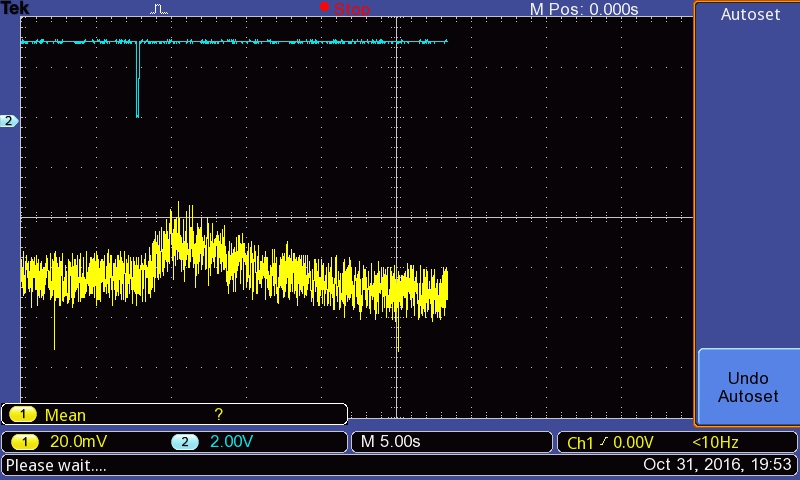 Tek Stop M Pos: 0.000s
Autoset
2
Undo
Autoset
1 Mean ?
1 20.0mV 2 2.00V M 5.00s Ch1 0.00V <10Hz
Please wait.... Oct 31, 2016, 19:53